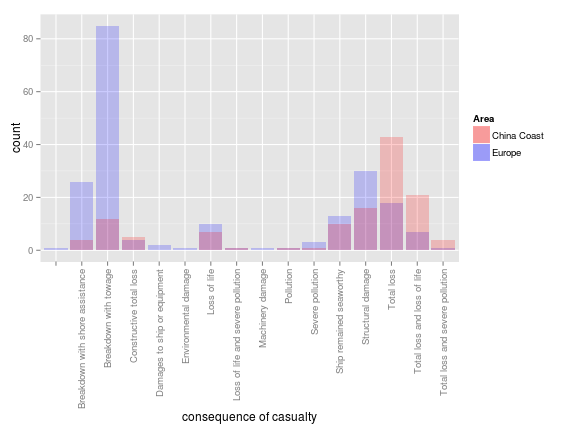 80
60
40
20
0
count
Breakdown with shore assistance
Breakdown with towage
Constructive total loss
Damages to ship or equipment
Environmental damage
Loss of life
Loss of life and severe pollution
Machinery damage
Pollution
Severe pollution
Ship remained seaworthy
Structural damage
Total loss
Total loss and loss of life
Total loss and severe pollution
consequence of casualty
Area
China Coast
Europe